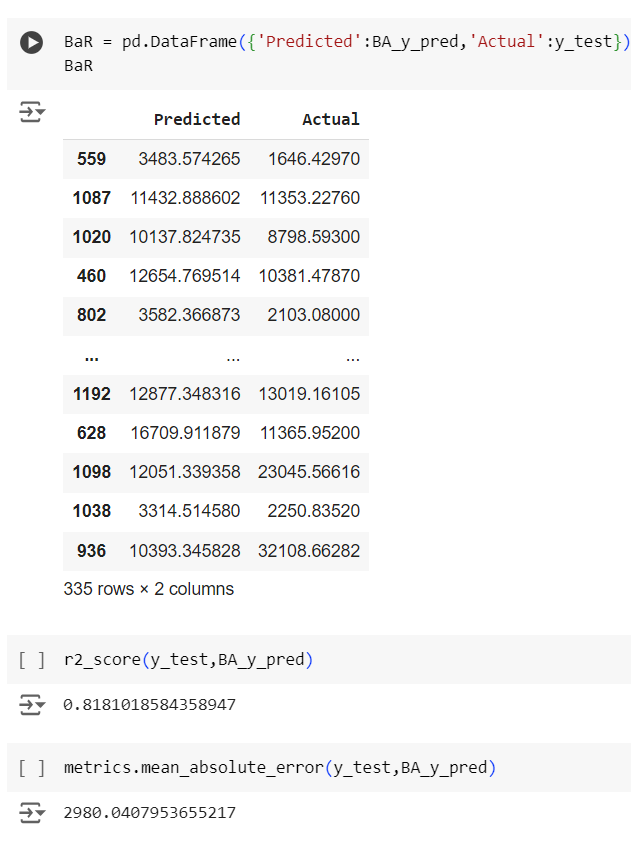 BaR = pd.DataFrame({'Predicted':BA_y_pred,'Actual':y_test})
BaR
Predicted Actual
559 3483.574265 1646.42970
1087 11432.888602 11353.22760
1020 10137.824735 8798.59300
460 12654.769514 10381.47870
802 3582.366873 2103.08000
... ... ...
1192 12877.348316 13019.16105
628 16709.911879 11365.95200
1098 12051.339358 23045.56616
1038 3314.514580 2250.83520
936 10393.345828 32108.66282
335 rows × 2 columns
[ ] r2_score(y_test,BA_y_pred)
0.8181018584358947
[ ] metrics.mean_absolute_error(y_test,BA_y_pred)
2980.0407953655217